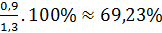 0,9/1,3 . 100% ≈ 69,23%